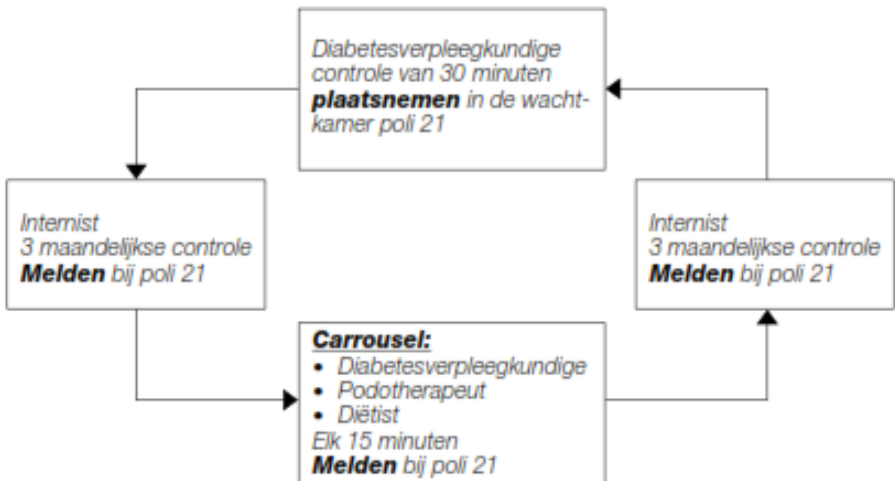 Diabetesverpleegkundige
controle van 30 minuten
plaatsnemen in de wacht-
kamer poli 21
Internist
3 maandelijkse controle
Melden bij poli 21
Internist
3 maandelijkse controle
Melden bij poli 21
Carrousel:
• Diabetesverpleegkundige
• Podotherapeut
• Diëtist
Elk 15 minuten
Melden bij poli 21